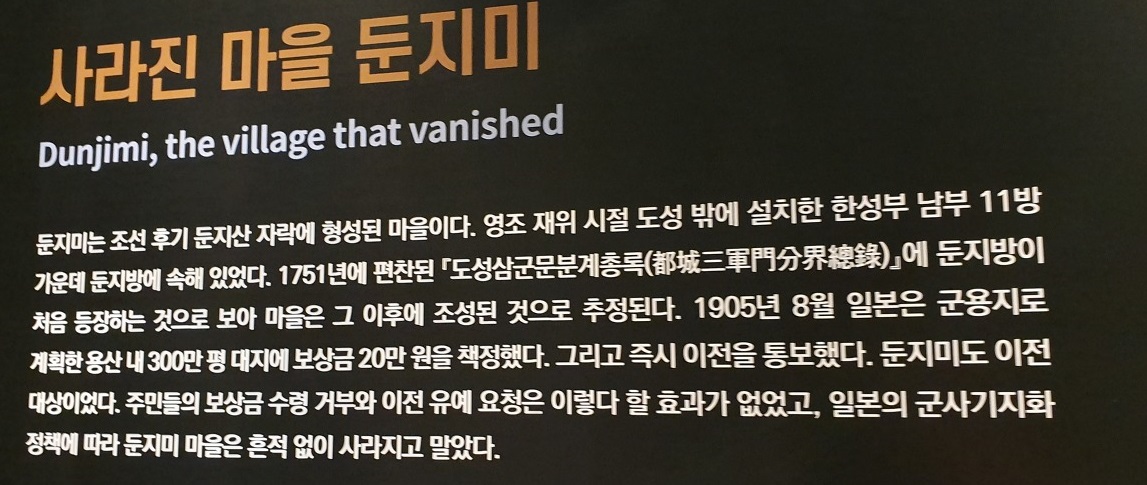 사라진 마을 둔지미
Dunjimi, the village that vanished
둔지미는 조선 후기 둔지산 자락에 형성된 마을이다. 영조 재위 시절 도성 밖에 설치한 한성부 남부 11방
가운데 둔지방에 속해 있었다. 1751년에 편찬된 『도성삼군문분계총록(都城三軍門分界總錄)』에 둔지방이
처음 등장하는 것으로 보아 마을은 그 이후에 조성된 것으로 추정된다. 1905년 8월 일본은 군용지로
계획한 용산 내 300만 평 대지에 보상금 20만 원을 책정했다. 그리고 즉시 이전을 통보했다. 둔지미도 이전
대상이었다. 주민들의 보상금 수령 거부와 이전 유예 요청은 이렇다 할 효과가 없었고, 일본의 군사기지화
정책에 따라 둔지미 마을은 흔적 없이 사라지고 말았다.